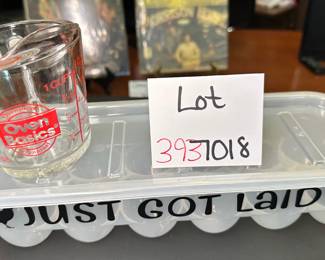 Oven
Basics
Lot
3937018
JUST GOT LAID